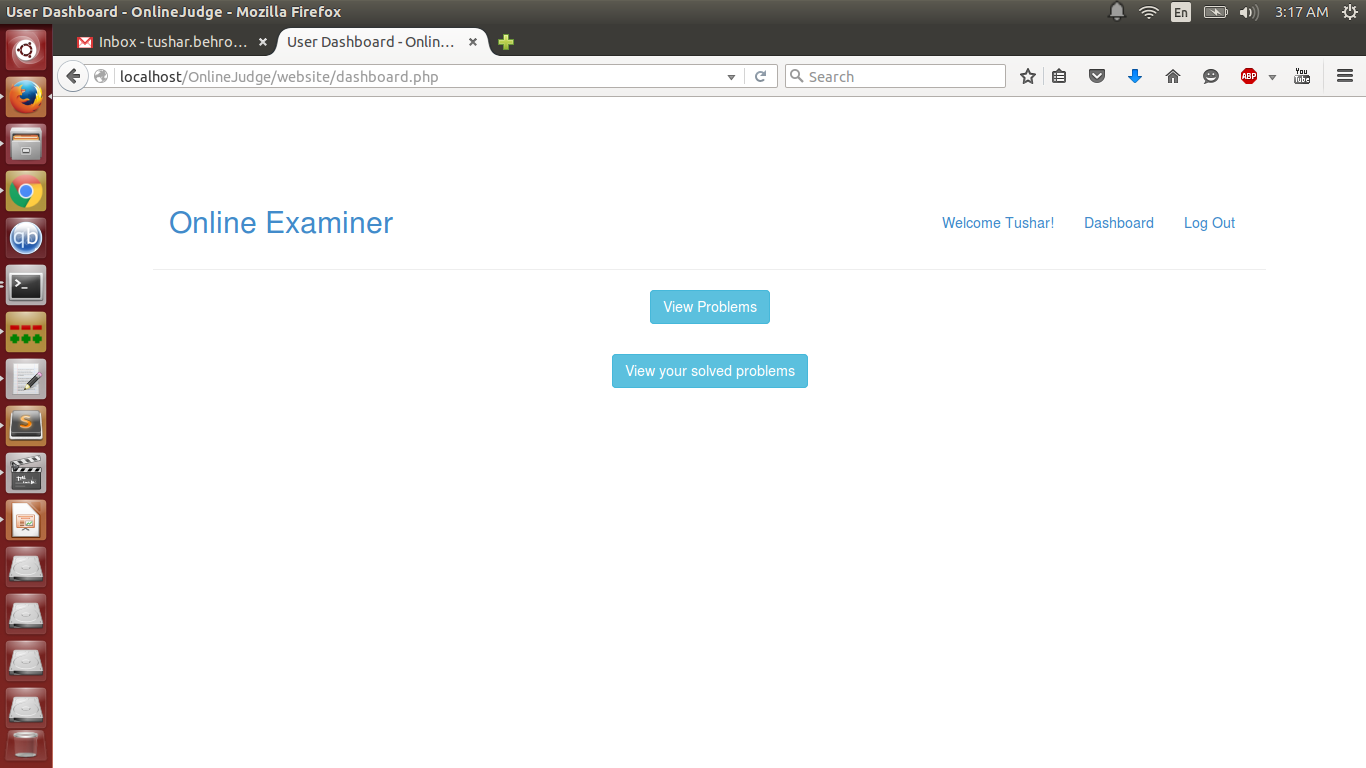 User Dashboard - OnlineJudge - Mozilla Firefox
En
3:17 AM
Inbox - tushar.behro...
User Dashboard - Onlin...
localhost/OnlineJudge/website/dashboard.php
Search
ABP
You Tube
Online Examiner
Welcome Tushar!
Dashboard
Log Out
View Problems
View your solved problems
qb
>_
S